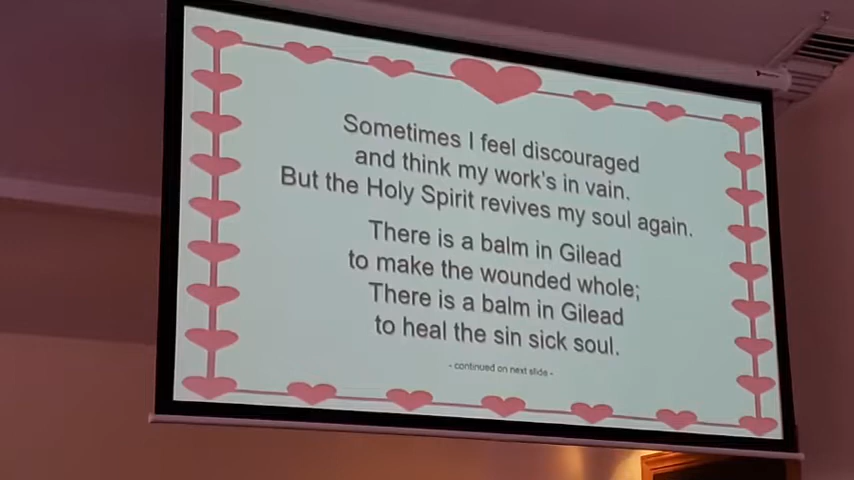 Sometimes I feel discouraged
and think my work's in vain.
But the Holy Spirit revives my soul again.
There is a balm in Gilead
to make the wounded whole;
There is a balm in Gilead
to heal the sin sick soul.
- continued on next slide -